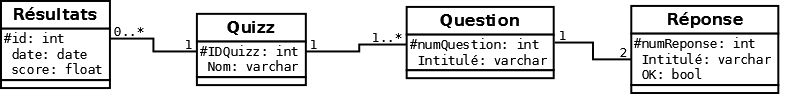 Résultats
#id: int
date: date
score: float
0..*
1
Quizz
#IDQuizz: int
Nom: varchar
1
1..*
Question
#numQuestion: int
Intitulé: varchar
1
2
Réponse
#numReponse: int
Intitulé: varchar
OK: bool